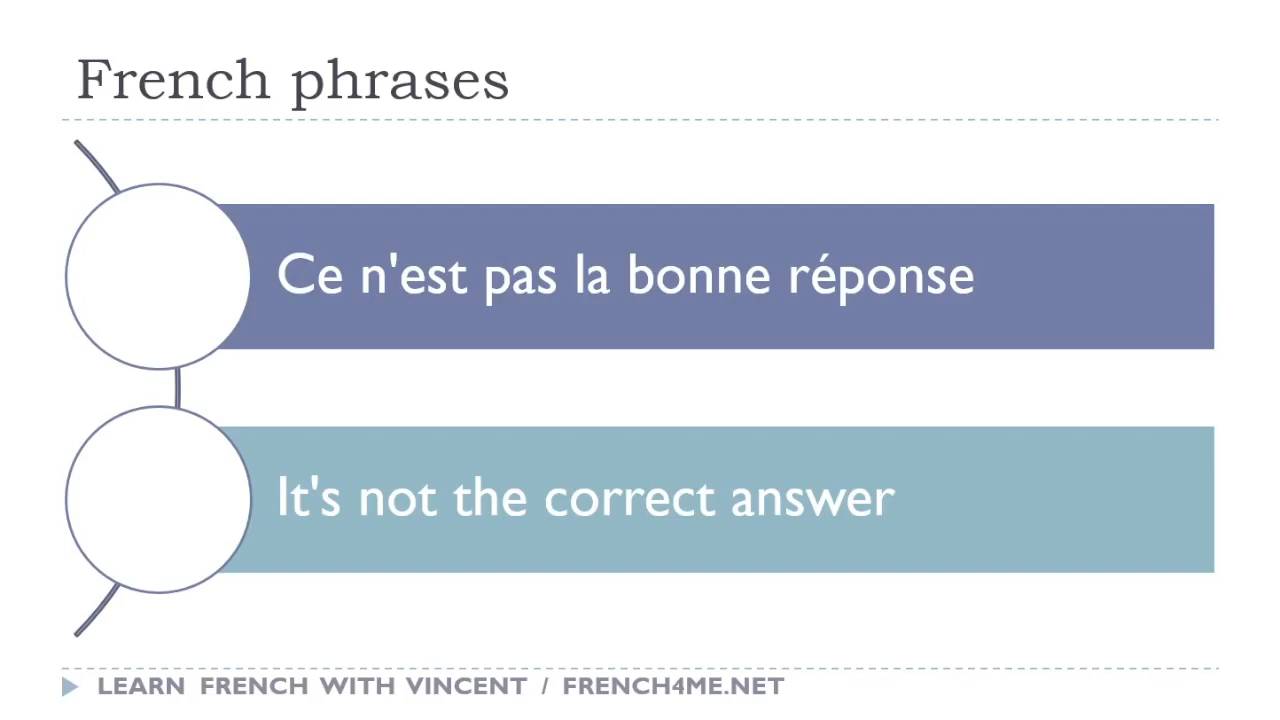 French phrases
Ce n'est pas la bonne réponse
It's not the correct answer
LEARN FRENCH WITH VINCENT / FRENCH4ME.NET